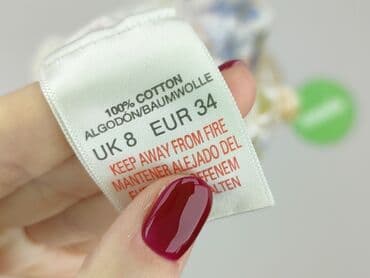 100% COTTON
ALGODÓN/BAUMWOLLE
UK 8 EUR 34
KEEP AWAY FROM FIRE
MANTENER ALEJADO DEL